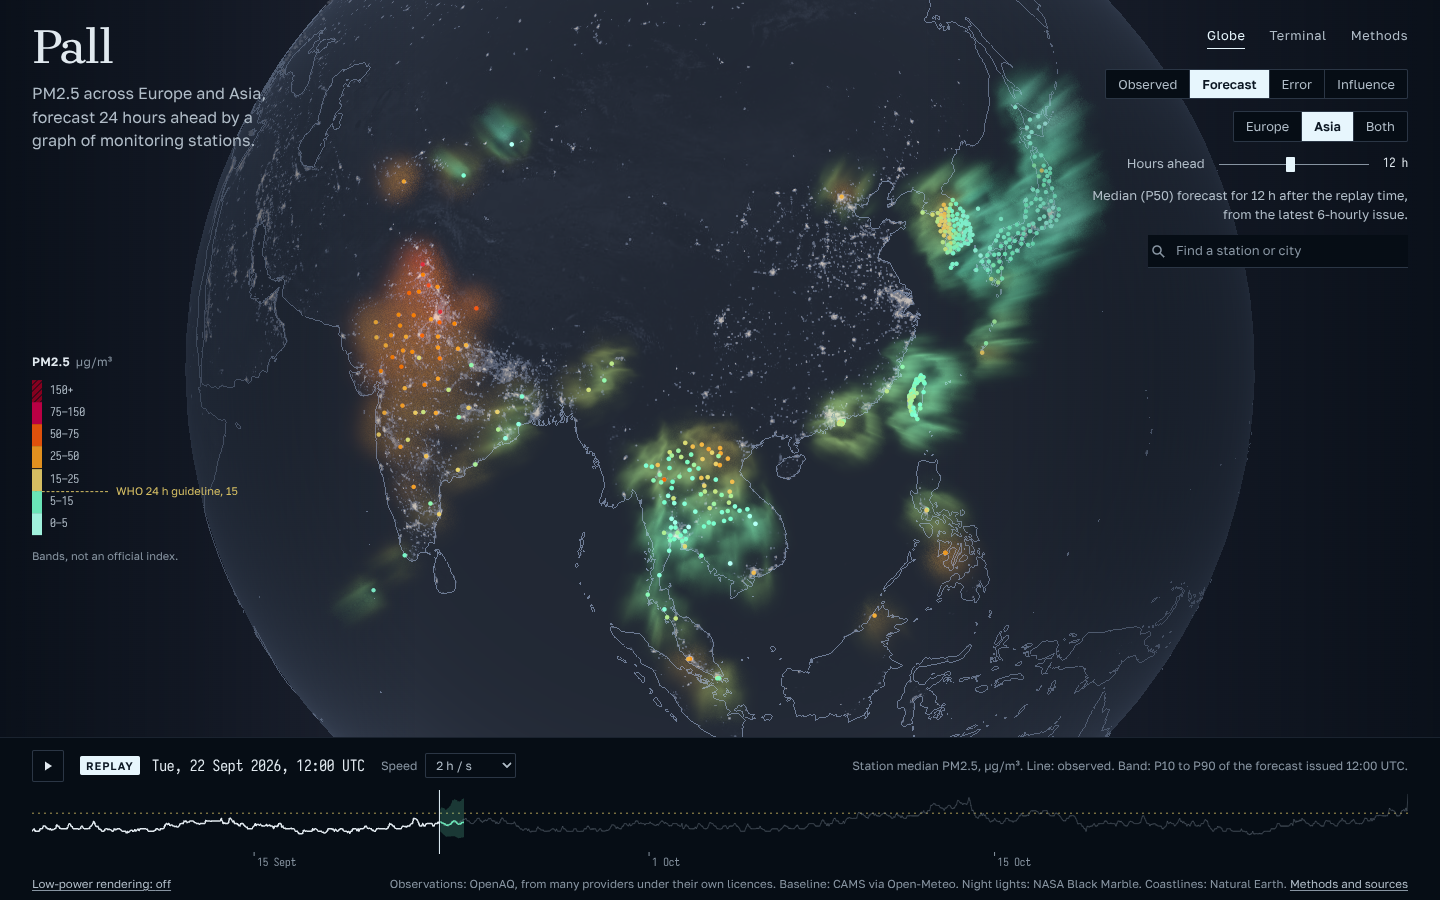 Pall
PM2.5 across Europe and Asia,
forecast 24 hours ahead by a
graph of monitoring stations.
Globe Terminal Methods
Observed Forecast Error Influence
Europe Asia Both
Hours ahead 12 h
Median (P50) forecast for 12 h after the replay time,
from the latest 6-hourly issue.
Find a station or city
PM2.5 µg/m³
150+
75–150
50–75
25–50
15–25
WHO 24 h guideline, 15
5–15
0–5
Bands, not an official index.
REPLAY Tue, 22 Sept 2026, 12:00 UTC Speed 2 h / s
Station median PM2.5, µg/m³. Line: observed. Band: P10 to P90 of the forecast issued 12:00 UTC.
15 Sept 1 Oct 15 Oct
Low-power rendering: off
Observations: OpenAQ, from many providers under their own licences. Baseline: CAMS via Open-Meteo. Night lights: NASA Black Marble. Coastlines: Natural Earth. Methods and sources